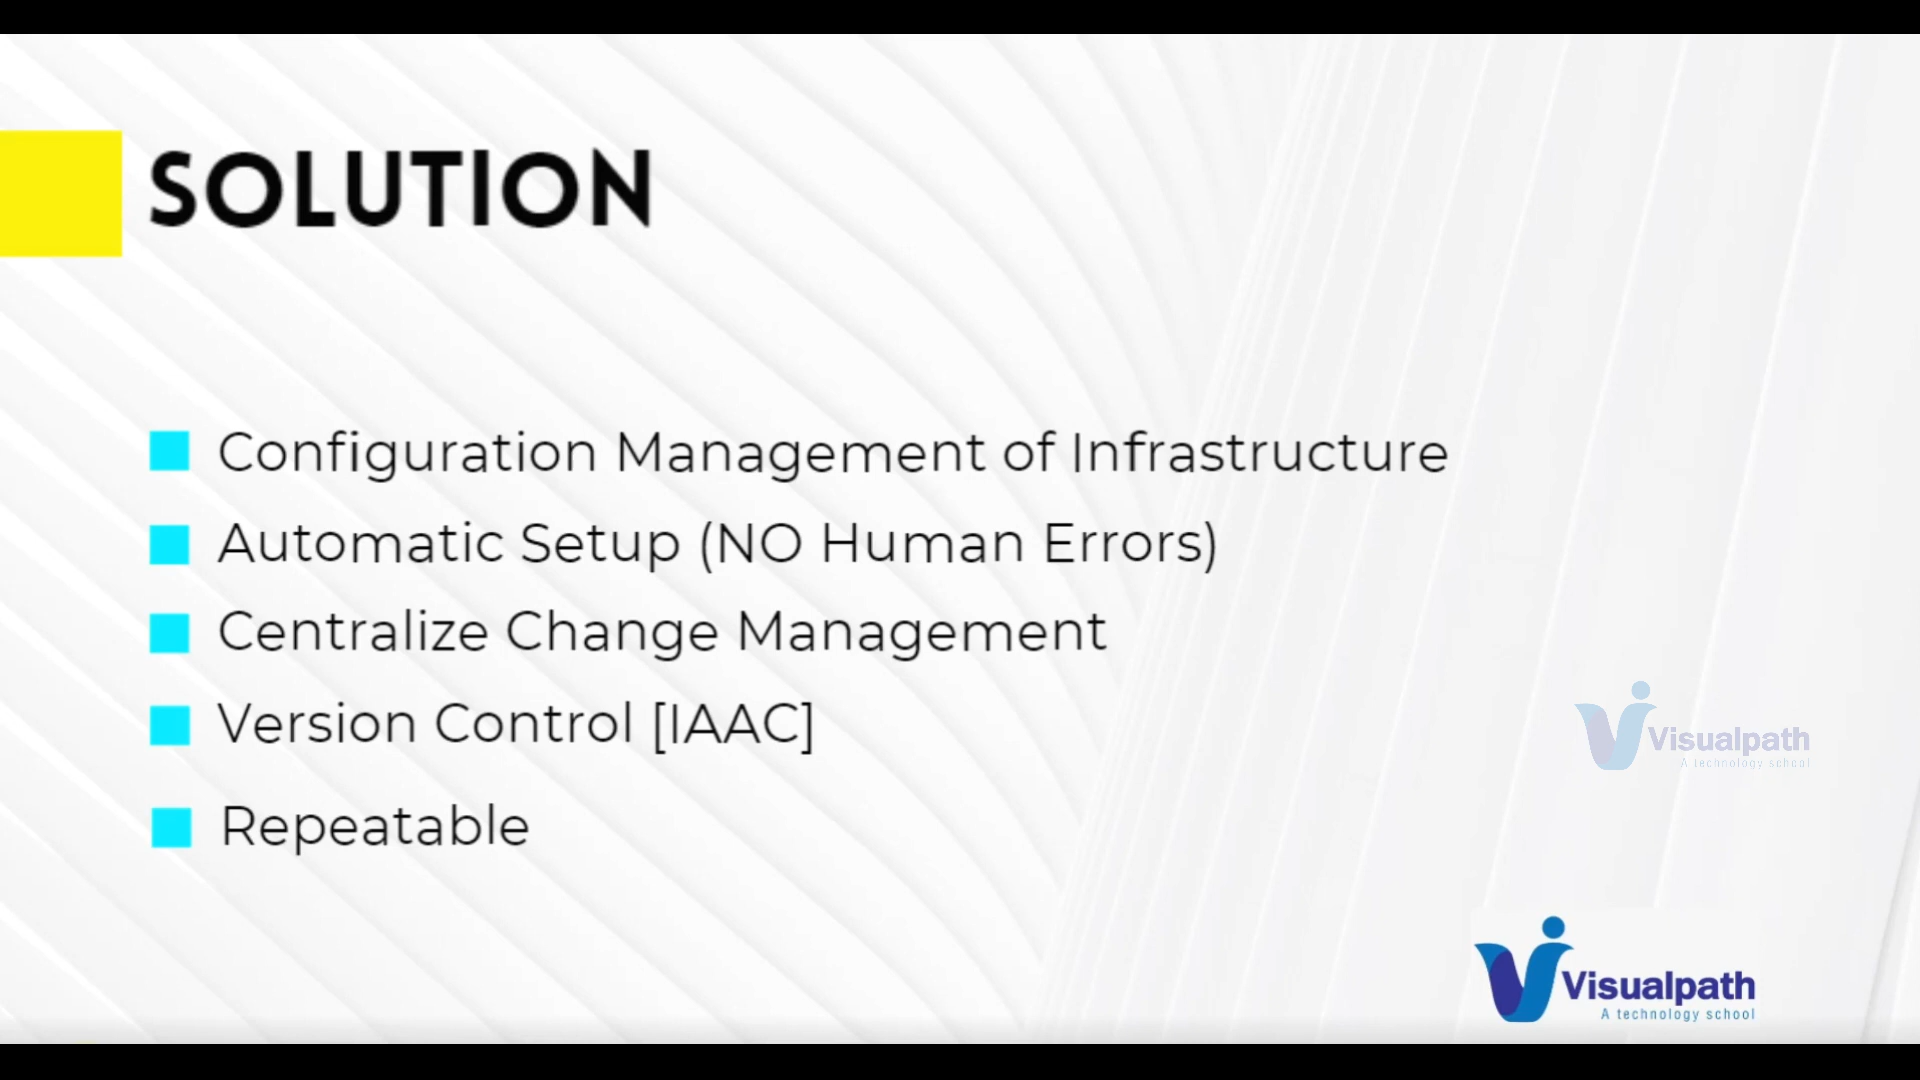 SOLUTION
Configuration Management of Infrastructure
Automatic Setup (NO Human Errors)
Centralize Change Management
Version Control [IAAC]
Repeatable
Visualpath
A technology school
Visualpath
A technology school